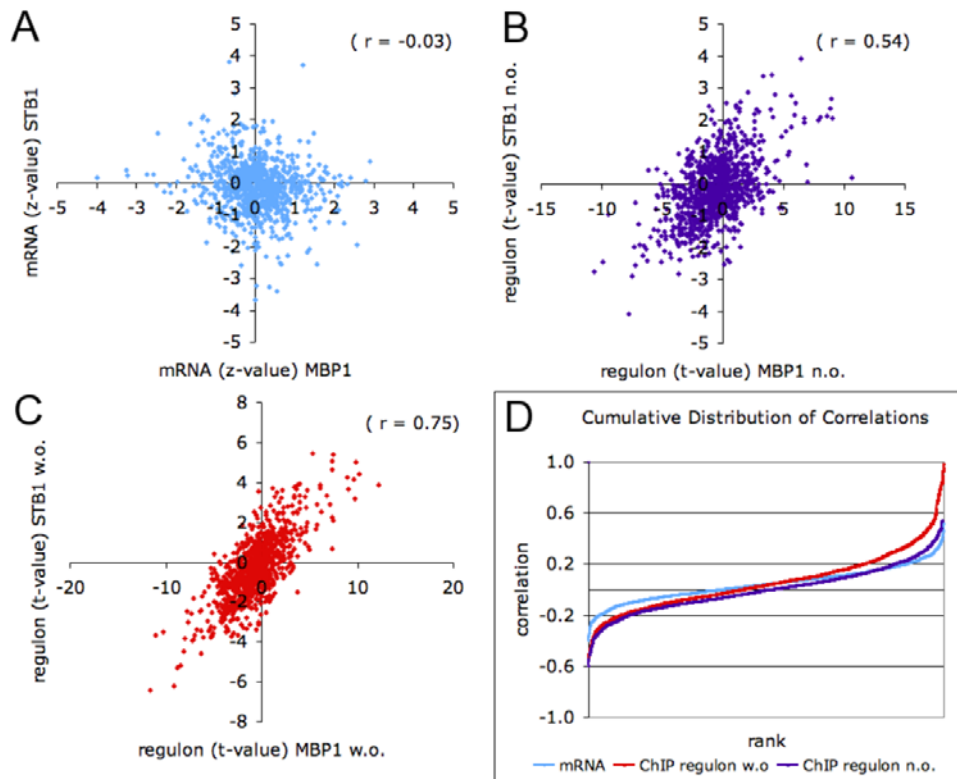 A
( r = -0.03)
5
4
3
2
1
0
-1
-2
-3
-4
-5
-5 -4 -3 -2 -1 0 1 2 3 4 5
mRNA (z-value) STB1
mRNA (z-value) MBP1
B
( r = 0.54)
5
4
3
2
1
0
-1
-2
-3
-4
-5
-15 -10 -5 0 5 10 15
regulon (t-value) STB1 n.o.
regulon (t-value) MBP1 n.o.
C
( r = 0.75)
8
6
4
2
0
-2
-4
-6
-8
-20 -10 0 10 20
regulon (t-value) STB1 w.o.
regulon (t-value) MBP1 w.o.
D
Cumulative Distribution of Correlations
1.0
0.6
0.2
-0.2
-0.6
-1.0
correlation
rank
mRNA ChIP regulon w.o ChIP regulon n.o.